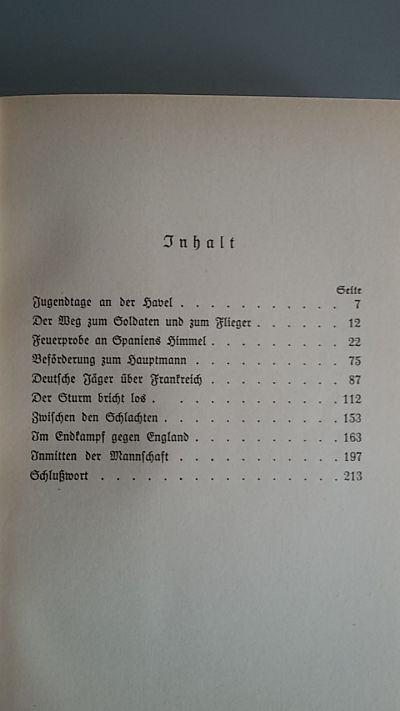 Inhalt
Seite
Jugendtage an der Havel . . . . . . . . . . . 7
Der Weg zum Soldaten und zum Flieger . . . . . 12
Feuerprobe an Spaniens Himmel . . . . . . . . 22
Beförderung zum Hauptmann . . . . . . . . . . 75
Deutsche Jäger über Frankreich . . . . . . . . . 87
Der Sturm bricht los . . . . . . . . . . . . 112
Zwischen den Schlachten . . . . . . . . . . . 153
Im Endkampf gegen England . . . . . . . . . 163
Inmitten der Mannschaft . . . . . . . . . . 197
Schlußwort . . . . . . . . . . . . . . . 213